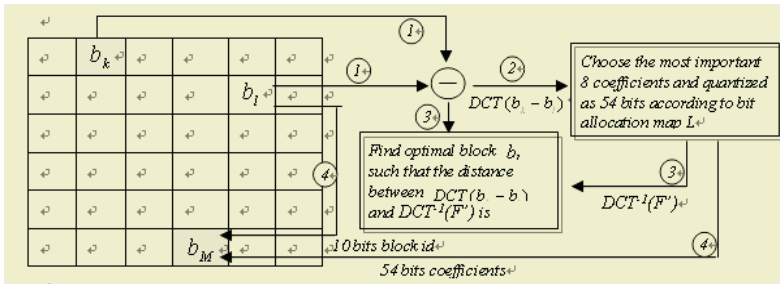 b_k
1
b_l
1
2
DCT(b_k − b_l)
3
Choose the most important
8 coefficients and quantized
as 54 bits according to bit
allocation map L
Find optimal block b_l
such that the distance
between DCT(b_k − b_l)
and DCT⁻¹(F') is
3
DCT⁻¹(F')
4
4
b_M
10 bits block id
54 bits coefficients